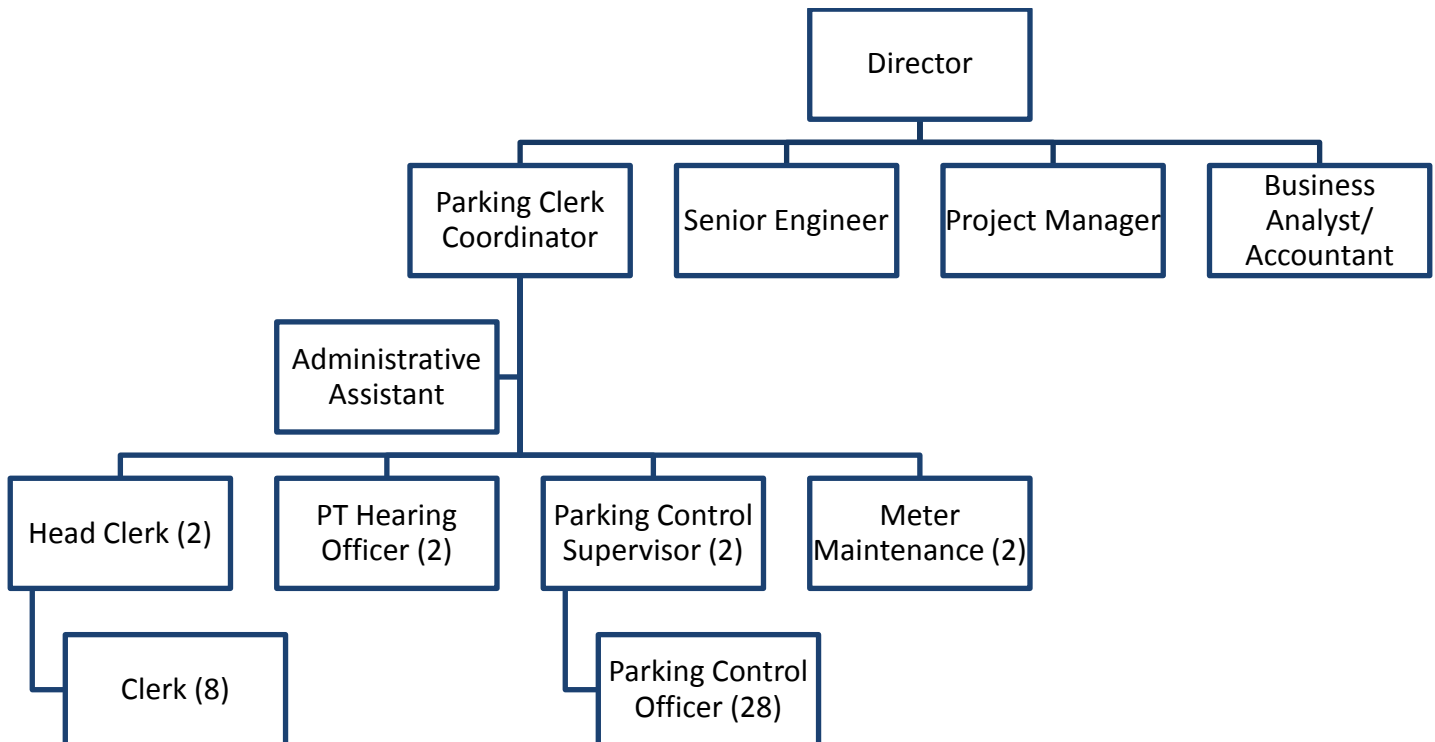 Director
Parking Clerk
Coordinator
Senior Engineer
Project Manager
Business
Analyst/
Accountant
Administrative
Assistant
Head Clerk (2)
PT Hearing
Officer (2)
Parking Control
Supervisor (2)
Meter
Maintenance (2)
Clerk (8)
Parking Control
Officer (28)